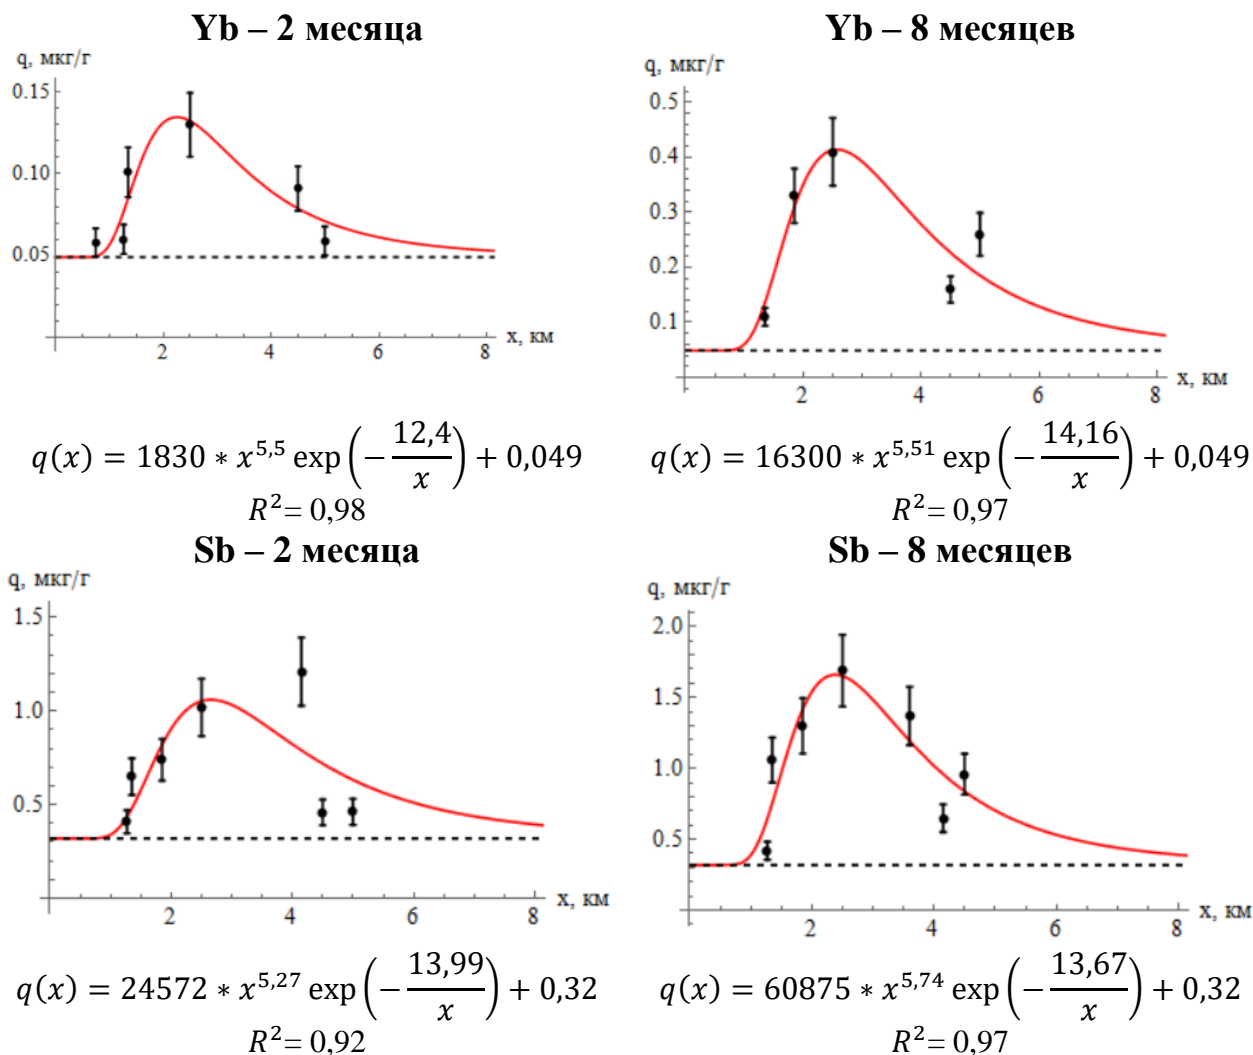 Yb – 2 месяца
q, мкг/г
0.15
0.10
0.05
2 4 6 8
x, км
q(x) = 1830 * x^5,5 exp(− 12,4/x) + 0,049
R² = 0,98
Yb – 8 месяцев
q, мкг/г
0.5
0.4
0.3
0.2
0.1
2 4 6 8
x, км
q(x) = 16300 * x^5,51 exp(− 14,16/x) + 0,049
R² = 0,97
Sb – 2 месяца
q, мкг/г
1.5
1.0
0.5
2 4 6 8
x, км
q(x) = 24572 * x^5,27 exp(− 13,99/x) + 0,32
R² = 0,92
Sb – 8 месяцев
q, мкг/г
2.0
1.5
1.0
0.5
2 4 6 8
x, км
q(x) = 60875 * x^5,74 exp(− 13,67/x) + 0,32
R² = 0,97